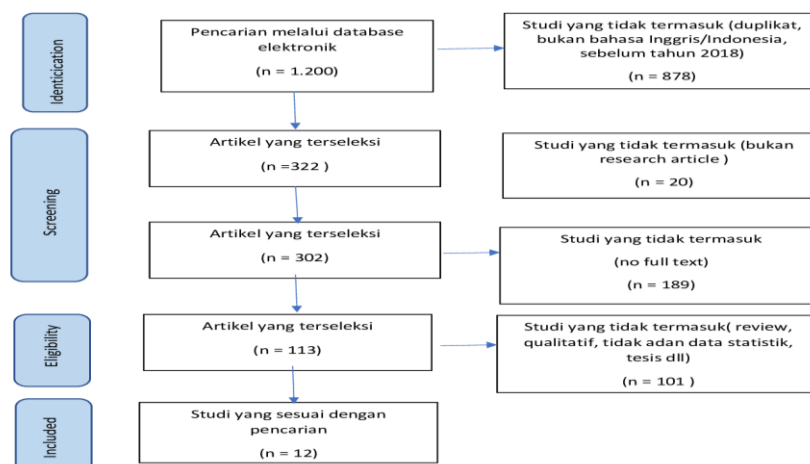 Identicication
Pencarian melalui database
elektronik
(n = 1.200)
Studi yang tidak termasuk (duplikat,
bukan bahasa Inggris/Indonesia,
sebelum tahun 2018)
(n = 878)
Screening
Artikel yang terseleksi
(n =322 )
Studi yang tidak termasuk (bukan
research article )
(n = 20)
Artikel yang terseleksi
(n = 302)
Studi yang tidak termasuk
(no full text)
(n = 189)
Eligibility
Artikel yang terseleksi
(n = 113)
Studi yang tidak termasuk( review,
qualitatif, tidak adan data statistik,
tesis dll)
(n = 101 )
Included
Studi yang sesuai dengan
pencarian
(n = 12)